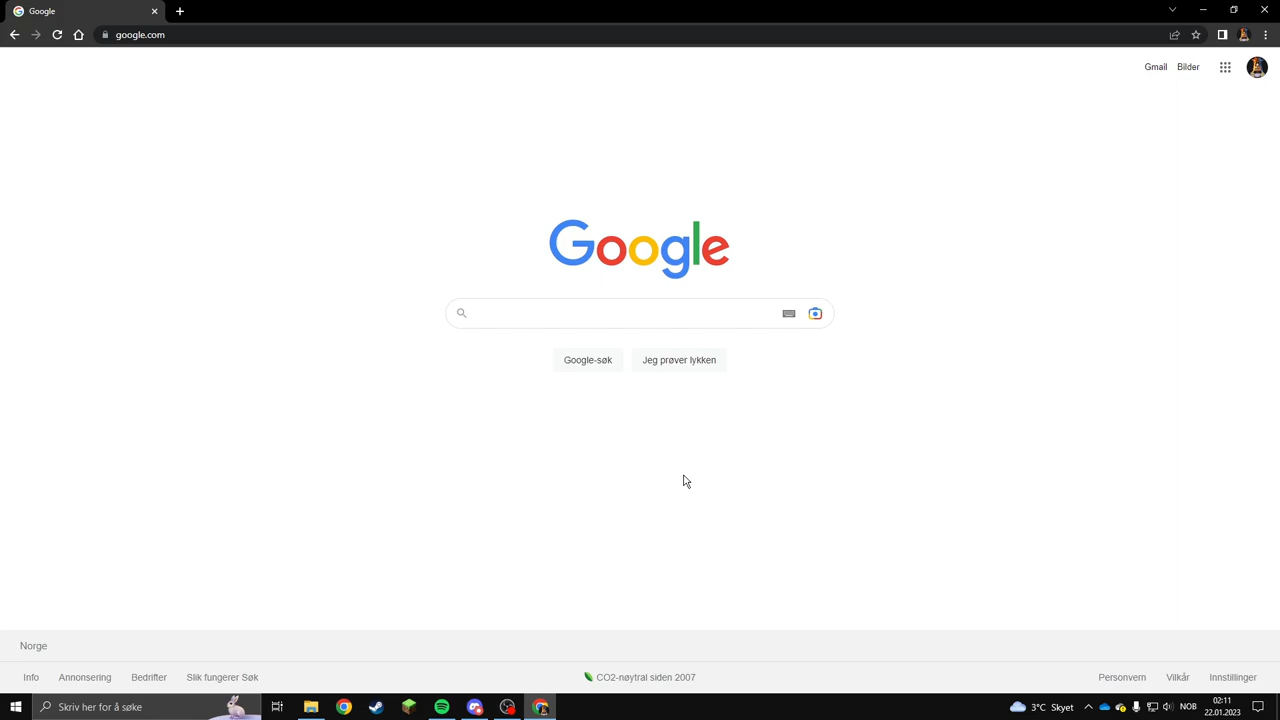 Google
google.com
Gmail Bilder
Google
Google-søk Jeg prøver lykken
Norge
Info Annonsering Bedrifter Slik fungerer Søk CO2-nøytral siden 2007 Personvern Vilkår Innstillinger
Skriv her for å søke 3°C Skyet NOB 02:11
22.01.2023